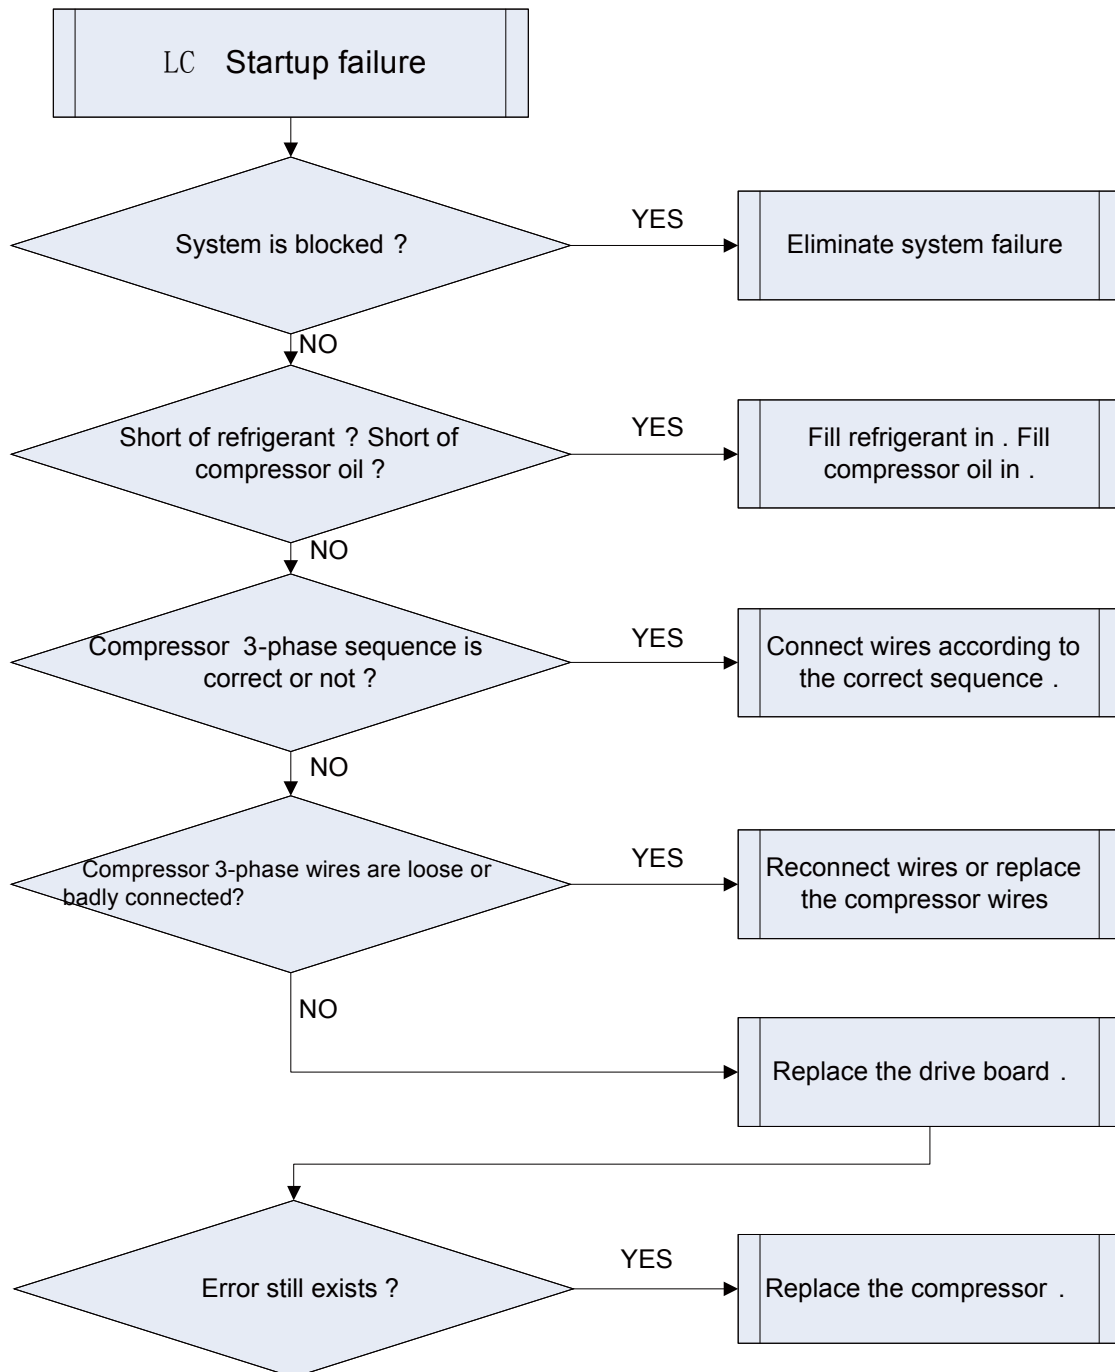 LC Startup failure
System is blocked ?
YES
Eliminate system failure
NO
Short of refrigerant ? Short of
compressor oil ?
YES
Fill refrigerant in . Fill
compressor oil in .
NO
Compressor 3-phase sequence is
correct or not ?
YES
Connect wires according to
the correct sequence .
NO
Compressor 3-phase wires are loose or
badly connected?
YES
Reconnect wires or replace
the compressor wires
NO
Replace the drive board .
Error still exists ?
YES
Replace the compressor .